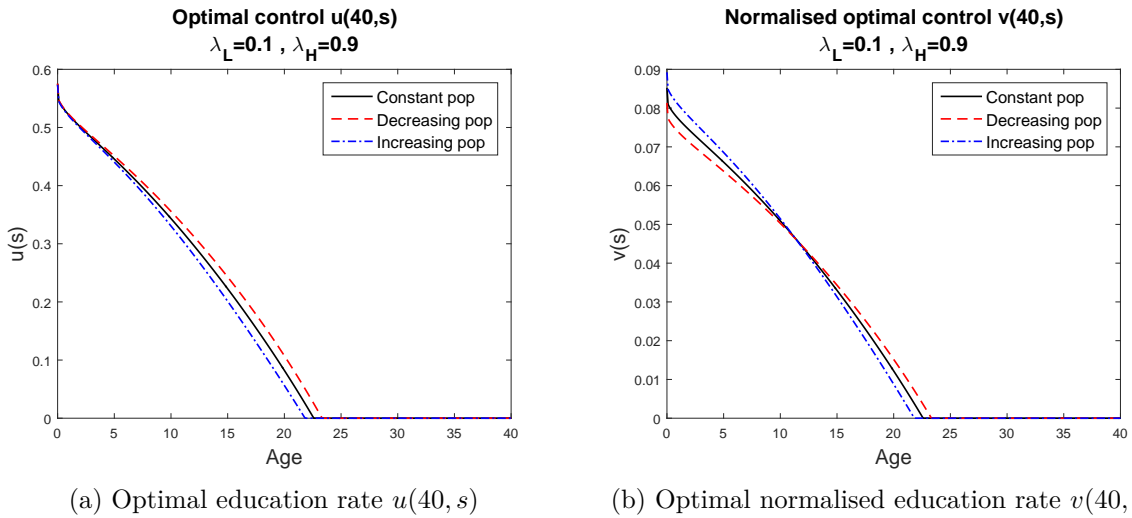 Optimal control u(40,s)
λ_L=0.1 , λ_H=0.9
0.6
0.5
0.4
0.3
0.2
0.1
0
u(s)
0 5 10 15 20 25 30 35 40
Age
Constant pop
Decreasing pop
Increasing pop
(a) Optimal education rate u(40, s)
Normalised optimal control v(40,s)
λ_L=0.1 , λ_H=0.9
0.09
0.08
0.07
0.06
0.05
0.04
0.03
0.02
0.01
0
v(s)
0 5 10 15 20 25 30 35 40
Age
Constant pop
Decreasing pop
Increasing pop
(b) Optimal normalised education rate v(40,